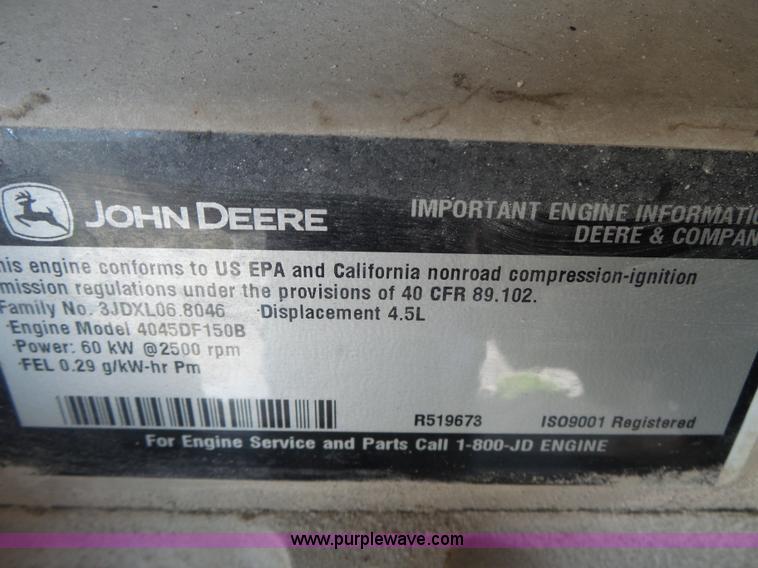 JOHN DEERE
IMPORTANT ENGINE INFORMATIO
DEERE & COMPAN
his engine conforms to US EPA and California nonroad compression-ignition
mission regulations under the provisions of 40 CFR 89.102.
Family No. 3JDXL06.8046 Displacement 4.5L
Engine Model 4045DF150B
Power: 60 kW @2500 rpm
FEL 0.29 g/kW-hr Pm
R519673 ISO9001 Registered
For Engine Service and Parts Call 1-800-JD ENGINE
www.purplewave.com